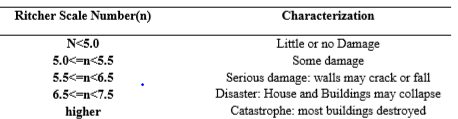 Ritcher Scale Number(n) Characterization
N<5.0 Little or no Damage
5.0<=n<5.5 Some damage
5.5<=n<6.5 Serious damage: walls may crack or fall
6.5<=n<7.5 Disaster: House and Buildings may collapse
higher Catastrophe: most buildings destroyed